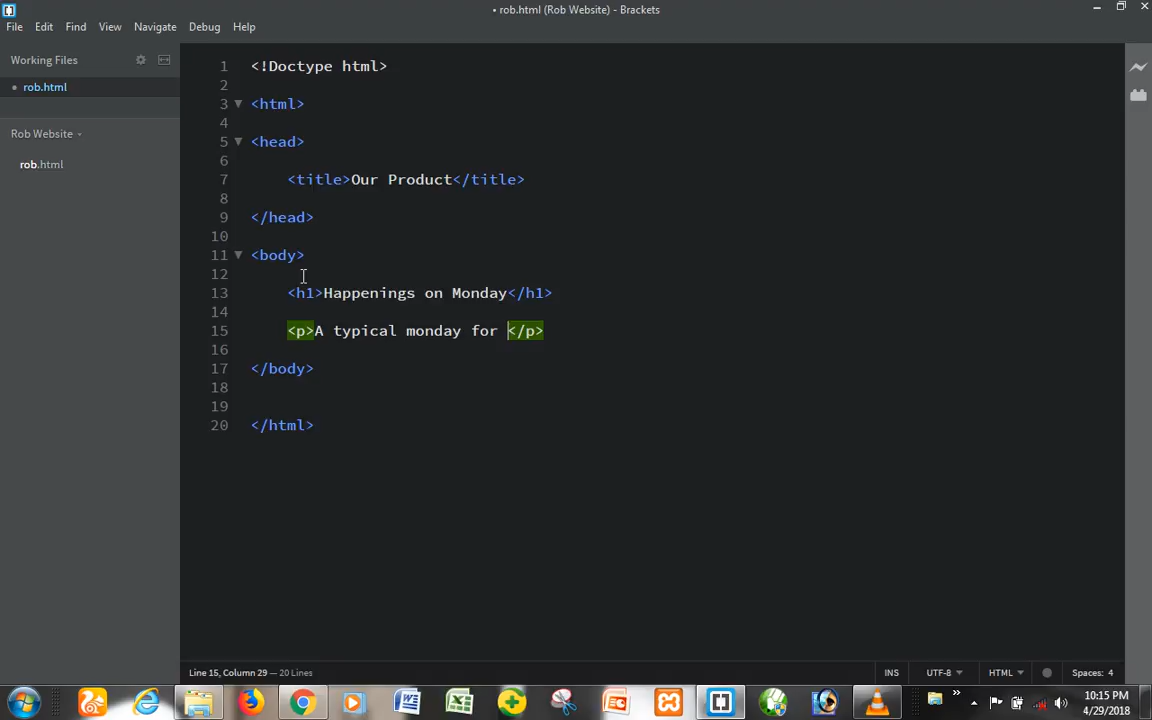 • rob.html (Rob Website) - Brackets
File Edit Find View Navigate Debug Help
Working Files
• rob.html
Rob Website
rob.html
1 <!Doctype html>
2
3 <html>
4
5 <head>
6
7 <title>Our Product</title>
8
9 </head>
10
11 <body>
12
13 <h1>Happenings on Monday</h1>
14
15 <p>A typical monday for </p>
16
17 </body>
18
19
20 </html>
Line 15, Column 29 — 20 Lines
INS UTF-8 HTML Spaces: 4
10:15 PM
4/29/2018